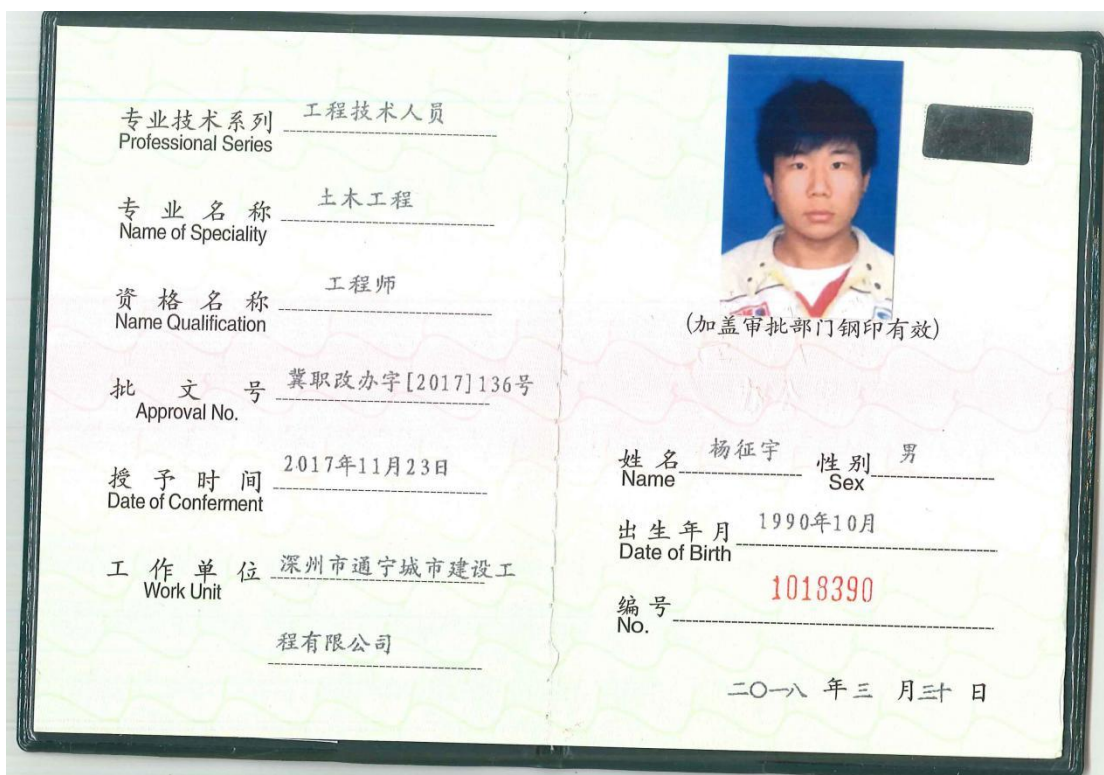 专业技术系列 工程技术人员
Professional Series
专业名称 土木工程
Name of Speciality
资格名称 工程师
Name Qualification
批文号 冀职改办字[2017]136号
Approval No.
授予时间 2017年11月23日
Date of Conferment
工作单位 深州市通宁城市建设工
Work Unit
程有限公司
(加盖审批部门钢印有效)
姓名 杨征宇 性别 男
Name Sex
出生年月 1990年10月
Date of Birth
编号 1018390
No.
二〇一八 年 三 月 三十 日